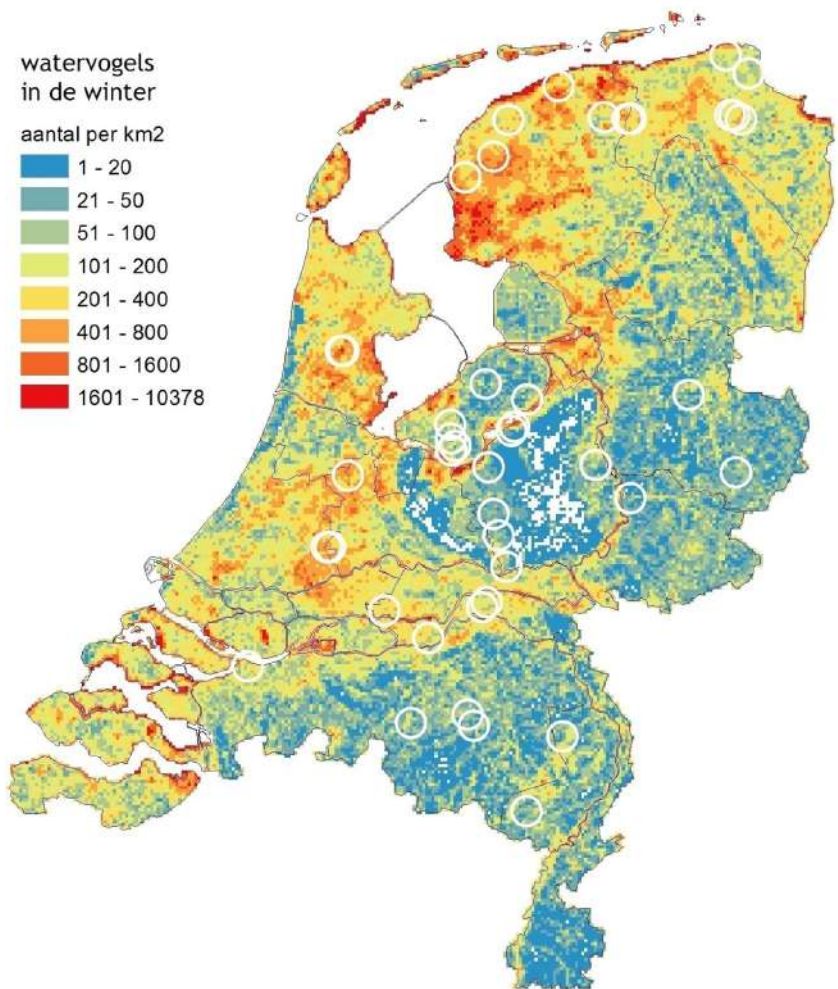 watervogels
in de winter
aantal per km2
1 - 20
21 - 50
51 - 100
101 - 200
201 - 400
401 - 800
801 - 1600
1601 - 10378